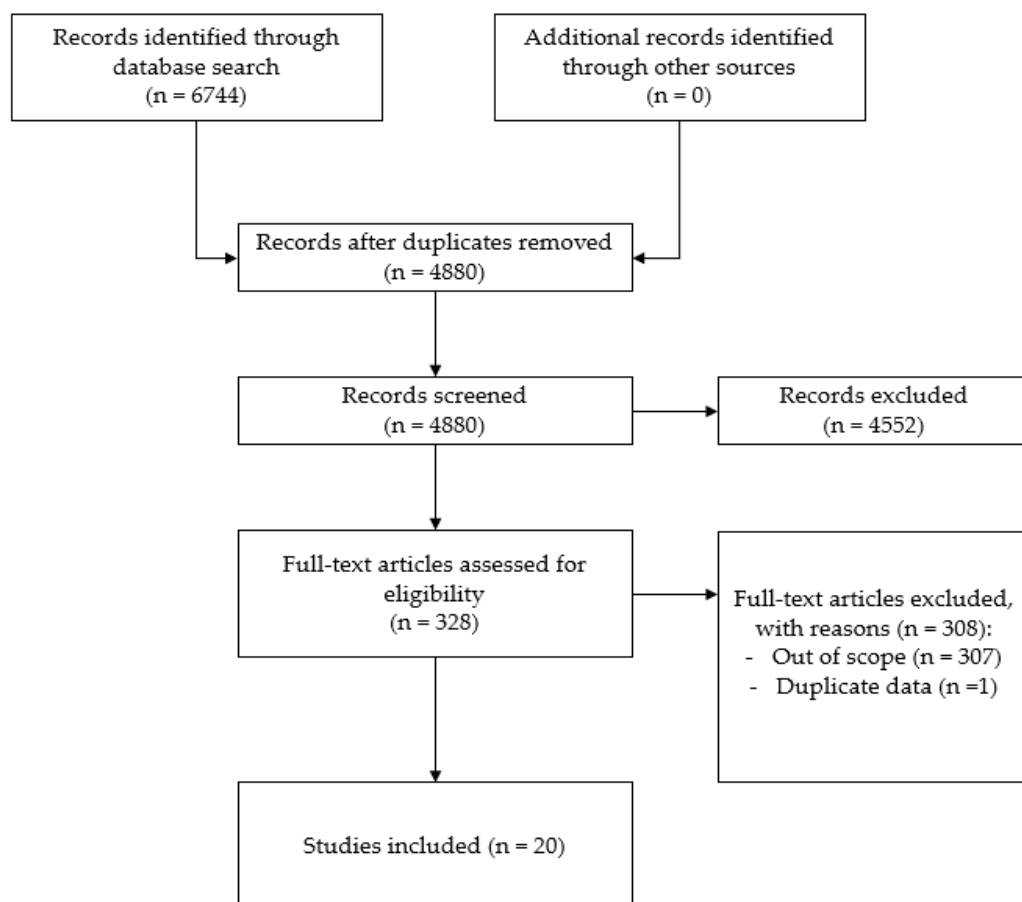 Records identified through
database search
(n = 6744)
Additional records identified
through other sources
(n = 0)
Records after duplicates removed
(n = 4880)
Records screened
(n = 4880)
Records excluded
(n = 4552)
Full-text articles assessed for
eligibility
(n = 328)
Full-text articles excluded,
with reasons (n = 308):
- Out of scope (n = 307)
- Duplicate data (n =1)
Studies included (n = 20)